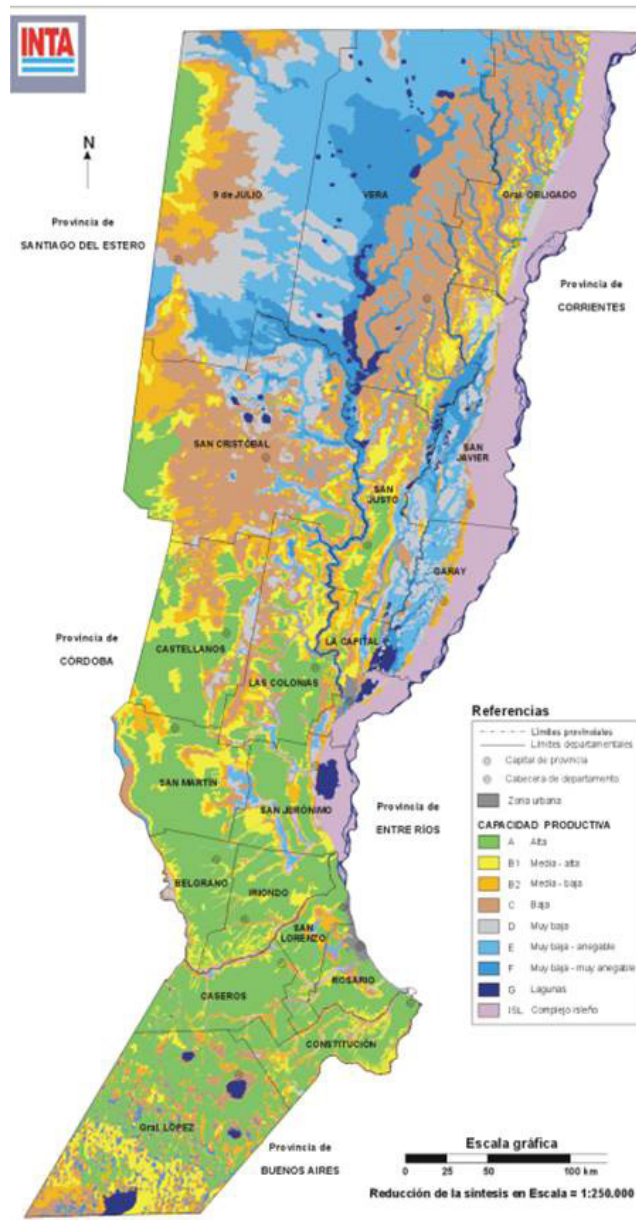 INTA
N
Provincia de
SANTIAGO DEL ESTERO
9 de JULIO
VERA
Gral. OBLIGADO
Provincia de
CORRIENTES
SAN CRISTÓBAL
SAN
JUSTO
SAN
JAVIER
GARAY
Provincia de
CÓRDOBA
CASTELLANOS
LAS COLONIAS
LA CAPITAL
SAN MARTÍN
SAN JERÓNIMO
Provincia de
ENTRE RÍOS
BELGRANO
IRIONDO
SAN
LORENZO
CASEROS
ROSARIO
CONSTITUCIÓN
Gral. LÓPEZ
Provincia de
BUENOS AIRES
Referencias
Límites provinciales
Límites departamentales
Capital de provincia
Cabecera de departamento
Zona urbana
CAPACIDAD PRODUCTIVA
A Alta
B1 Media - alta
B2 Media - baja
C Baja
D Muy baja
E Muy baja - anegable
F Muy baja - muy anegable
G Lagunas
ISL Complejo isleño
Escala gráfica
0 25 50 100 km
Reducción de la síntesis en Escala = 1:250.000